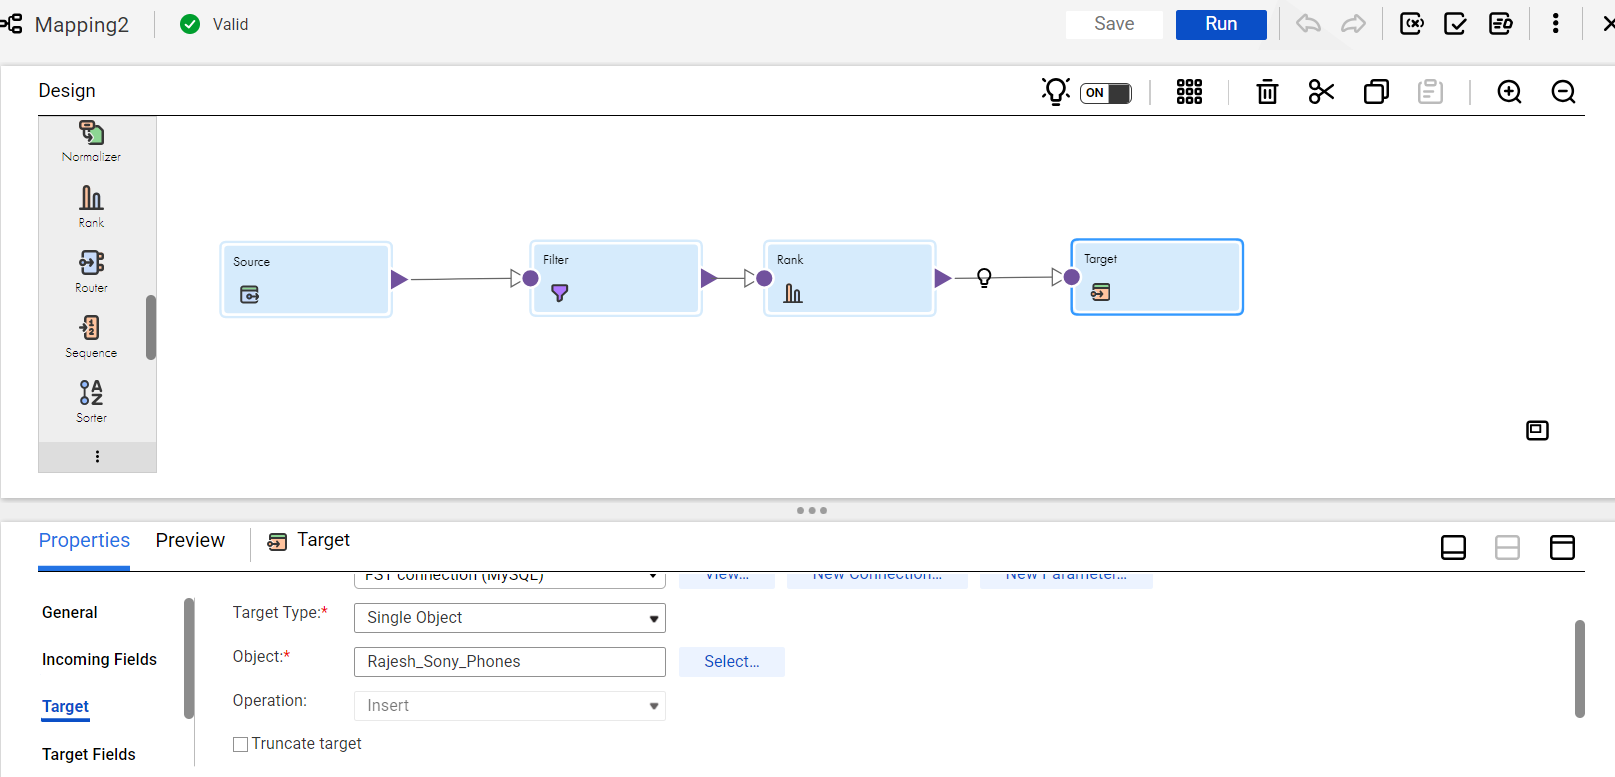 Mapping2
Valid
Save
Run
Design
ON
Normalizer
Rank
Router
Sequence
Sorter
Source
Filter
Rank
Target
Properties
Preview
Target
General
Incoming Fields
Target
Target Fields
connection (MySQL)
View...
New Connection...
New Parameter...
Target Type:*
Single Object
Object:*
Rajesh_Sony_Phones
Select...
Operation:
Insert
Truncate target